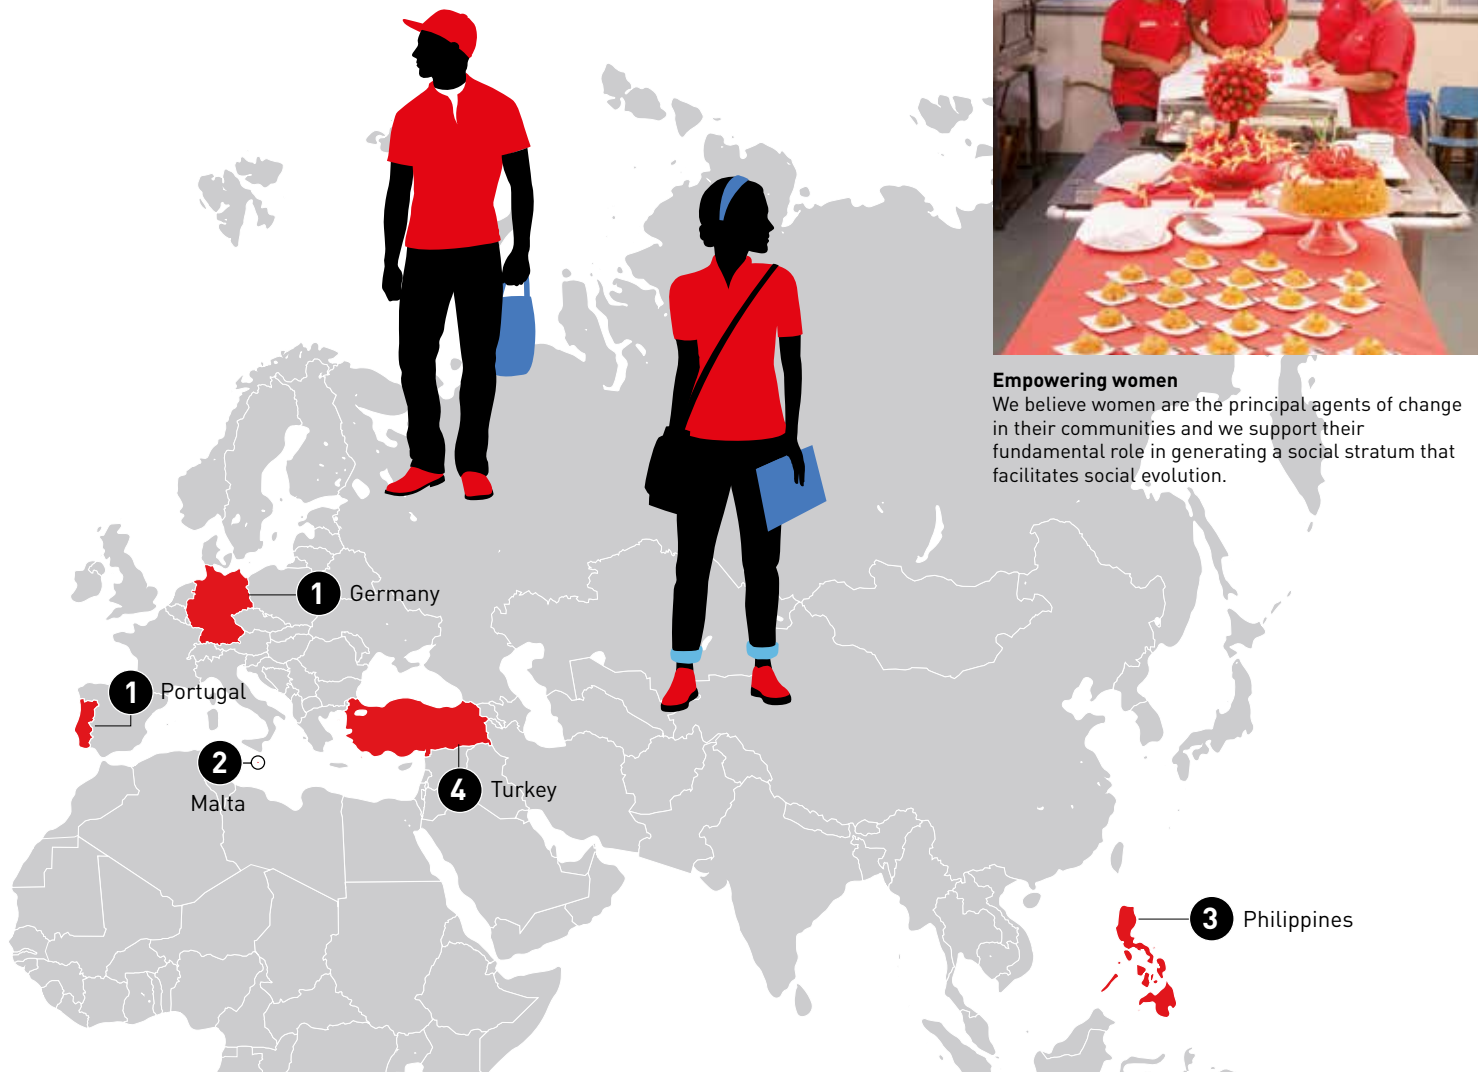 Empowering women
We believe women are the principal agents of change
in their communities and we support their
fundamental role in generating a social stratum that
facilitates social evolution.
1 Germany
1 Portugal
2
Malta
4 Turkey
3 Philippines